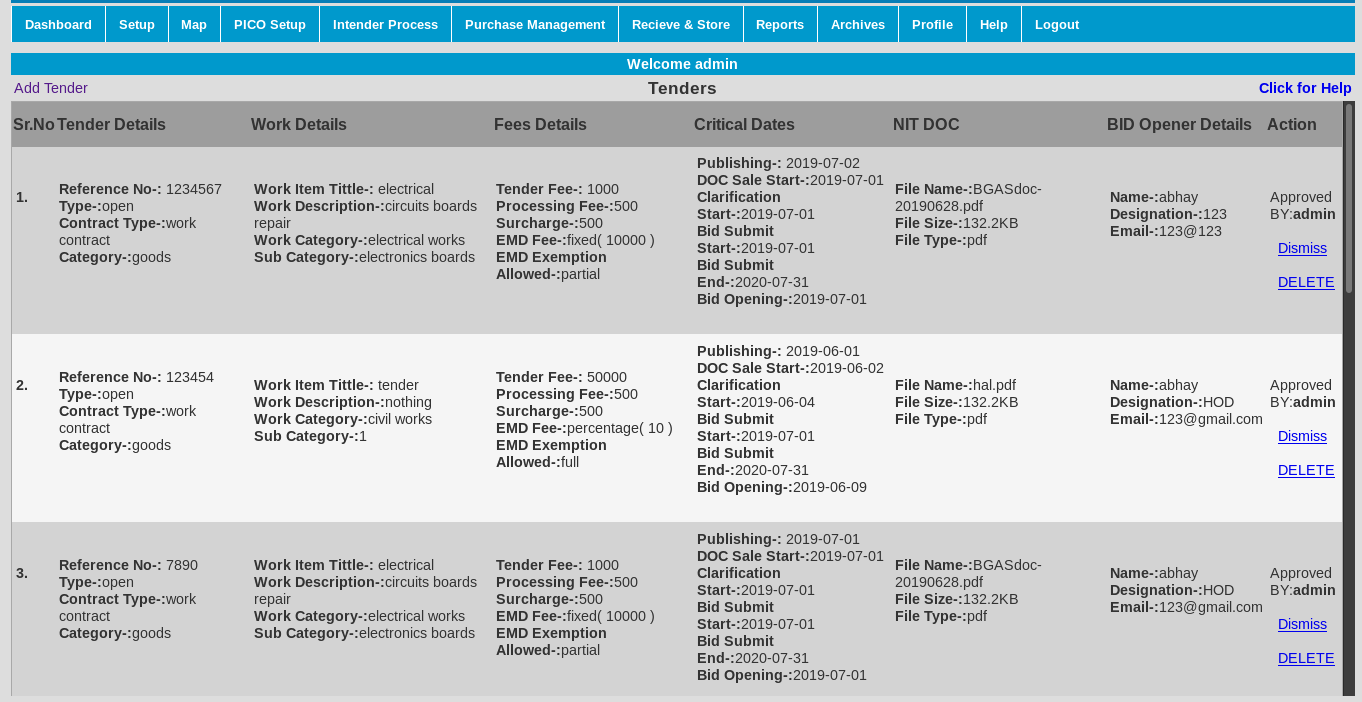 Dashboard Setup Map PICO Setup Intender Process Purchase Management Recieve & Store Reports Archives Profile Help Logout
Welcome admin
Add Tender Tenders Click for Help
Sr.No Tender Details Work Details Fees Details Critical Dates NIT DOC BID Opener Details Action
1.
Reference No-: 1234567
Type-:open
Contract Type-:work
contract
Category-:goods
Work Item Tittle-: electrical
Work Description-:circuits boards
repair
Work Category-:electrical works
Sub Category-:electronics boards
Tender Fee-: 1000
Processing Fee-:500
Surcharge-:500
EMD Fee-:fixed( 10000 )
EMD Exemption
Allowed-:partial
Publishing-: 2019-07-02
DOC Sale Start-:2019-07-01
Clarification
Start-:2019-07-01
Bid Submit
Start-:2019-07-01
Bid Submit
End-:2020-07-31
Bid Opening-:2019-07-01
File Name-:BGASdoc-
20190628.pdf
File Size-:132.2KB
File Type-:pdf
Name-:abhay
Designation-:123
Email-:123@123
Approved
BY:admin
Dismiss
DELETE
2.
Reference No-: 123454
Type-:open
Contract Type-:work
contract
Category-:goods
Work Item Tittle-: tender
Work Description-:nothing
Work Category-:civil works
Sub Category-:1
Tender Fee-: 50000
Processing Fee-:500
Surcharge-:500
EMD Fee-:percentage( 10 )
EMD Exemption
Allowed-:full
Publishing-: 2019-06-01
DOC Sale Start-:2019-06-02
Clarification
Start-:2019-06-04
Bid Submit
Start-:2019-07-01
Bid Submit
End-:2020-07-31
Bid Opening-:2019-06-09
File Name-:hal.pdf
File Size-:132.2KB
File Type-:pdf
Name-:abhay
Designation-:HOD
Email-:123@gmail.com
Approved
BY:admin
Dismiss
DELETE
3.
Reference No-: 7890
Type-:open
Contract Type-:work
contract
Category-:goods
Work Item Tittle-: electrical
Work Description-:circuits boards
repair
Work Category-:electrical works
Sub Category-:electronics boards
Tender Fee-: 1000
Processing Fee-:500
Surcharge-:500
EMD Fee-:fixed( 10000 )
EMD Exemption
Allowed-:partial
Publishing-: 2019-07-01
DOC Sale Start-:2019-07-01
Clarification
Start-:2019-07-01
Bid Submit
Start-:2019-07-01
Bid Submit
End-:2020-07-31
Bid Opening-:2019-07-01
File Name-:BGASdoc-
20190628.pdf
File Size-:132.2KB
File Type-:pdf
Name-:abhay
Designation-:HOD
Email-:123@gmail.com
Approved
BY:admin
Dismiss
DELETE